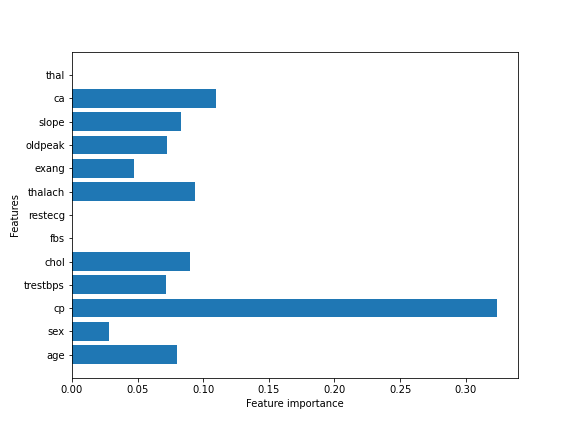 thal
ca
slope
oldpeak
exang
thalach
restecg
fbs
chol
trestbps
cp
sex
age
Features
0.00 0.05 0.10 0.15 0.20 0.25 0.30
Feature importance